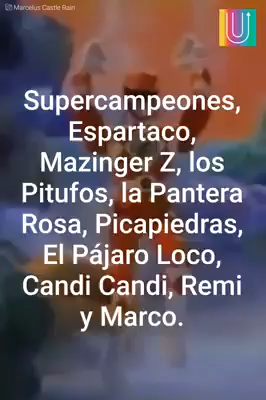 Marcelus Castle Rain
U
Supercampeones,
Espartaco,
Mazinger Z, los
Pitufos, la Pantera
Rosa, Picapiedras,
El Pájaro Loco,
Candi Candi, Remi
y Marco.